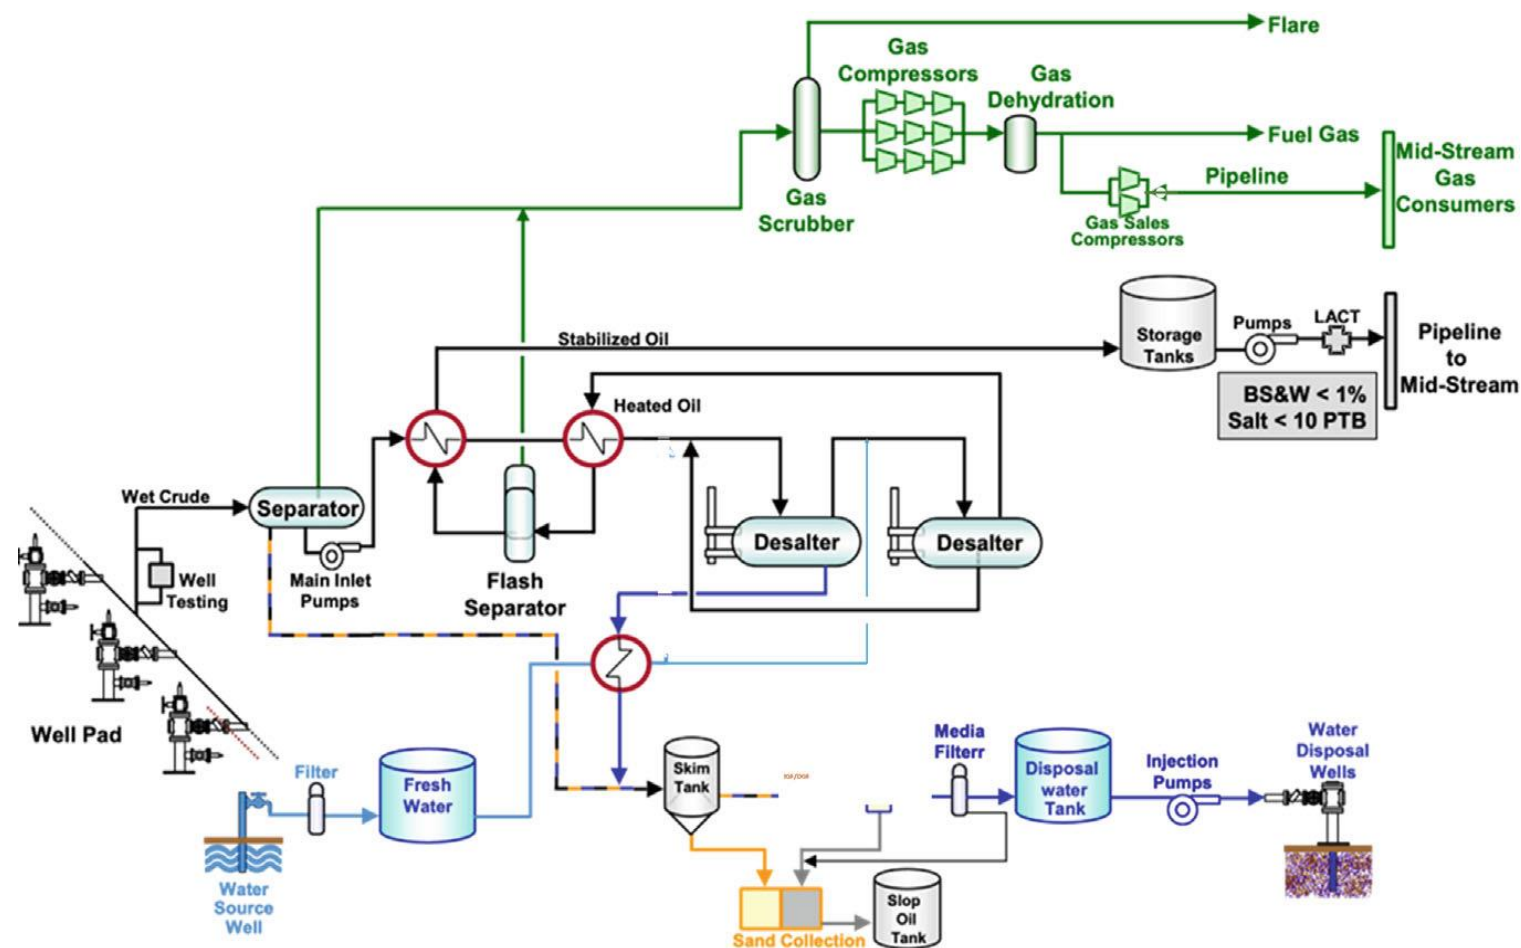 Flare
Gas
Compressors
Gas
Dehydration
Fuel Gas
Mid-Stream
Gas
Consumers
Pipeline
Gas
Scrubber
Gas Sales
Compressors
Stabilized Oil
Storage
Tanks
Pumps
LACT
Pipeline
to
Mid-Stream
BS&W < 1%
Salt < 10 PTB
Heated Oil
Wet Crude
Separator
Well
Testing
Main Inlet
Pumps
Flash
Separator
Desalter
Desalter
Well Pad
Filter
Fresh
Water
Water
Source
Well
Skim
Tank
Media
Filterr
Disposal
water
Tank
Injection
Pumps
Water
Disposal
Wells
Slop
Oil
Tank
Sand Collection